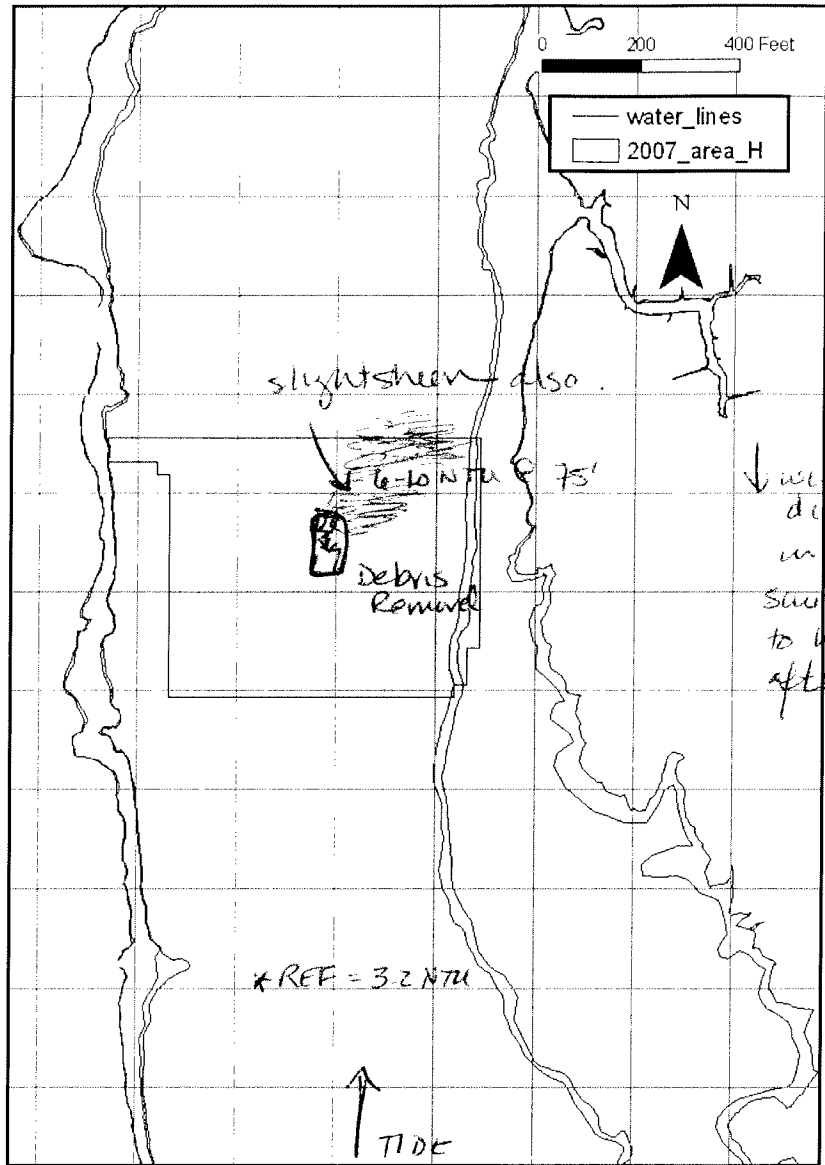 0 200 400 Feet
water_lines
2007_area_H
N
slight sheen also.
6-10 NTU @ 75'
Debris
Removal
to
* REF = 3.2 NTU
TIDE